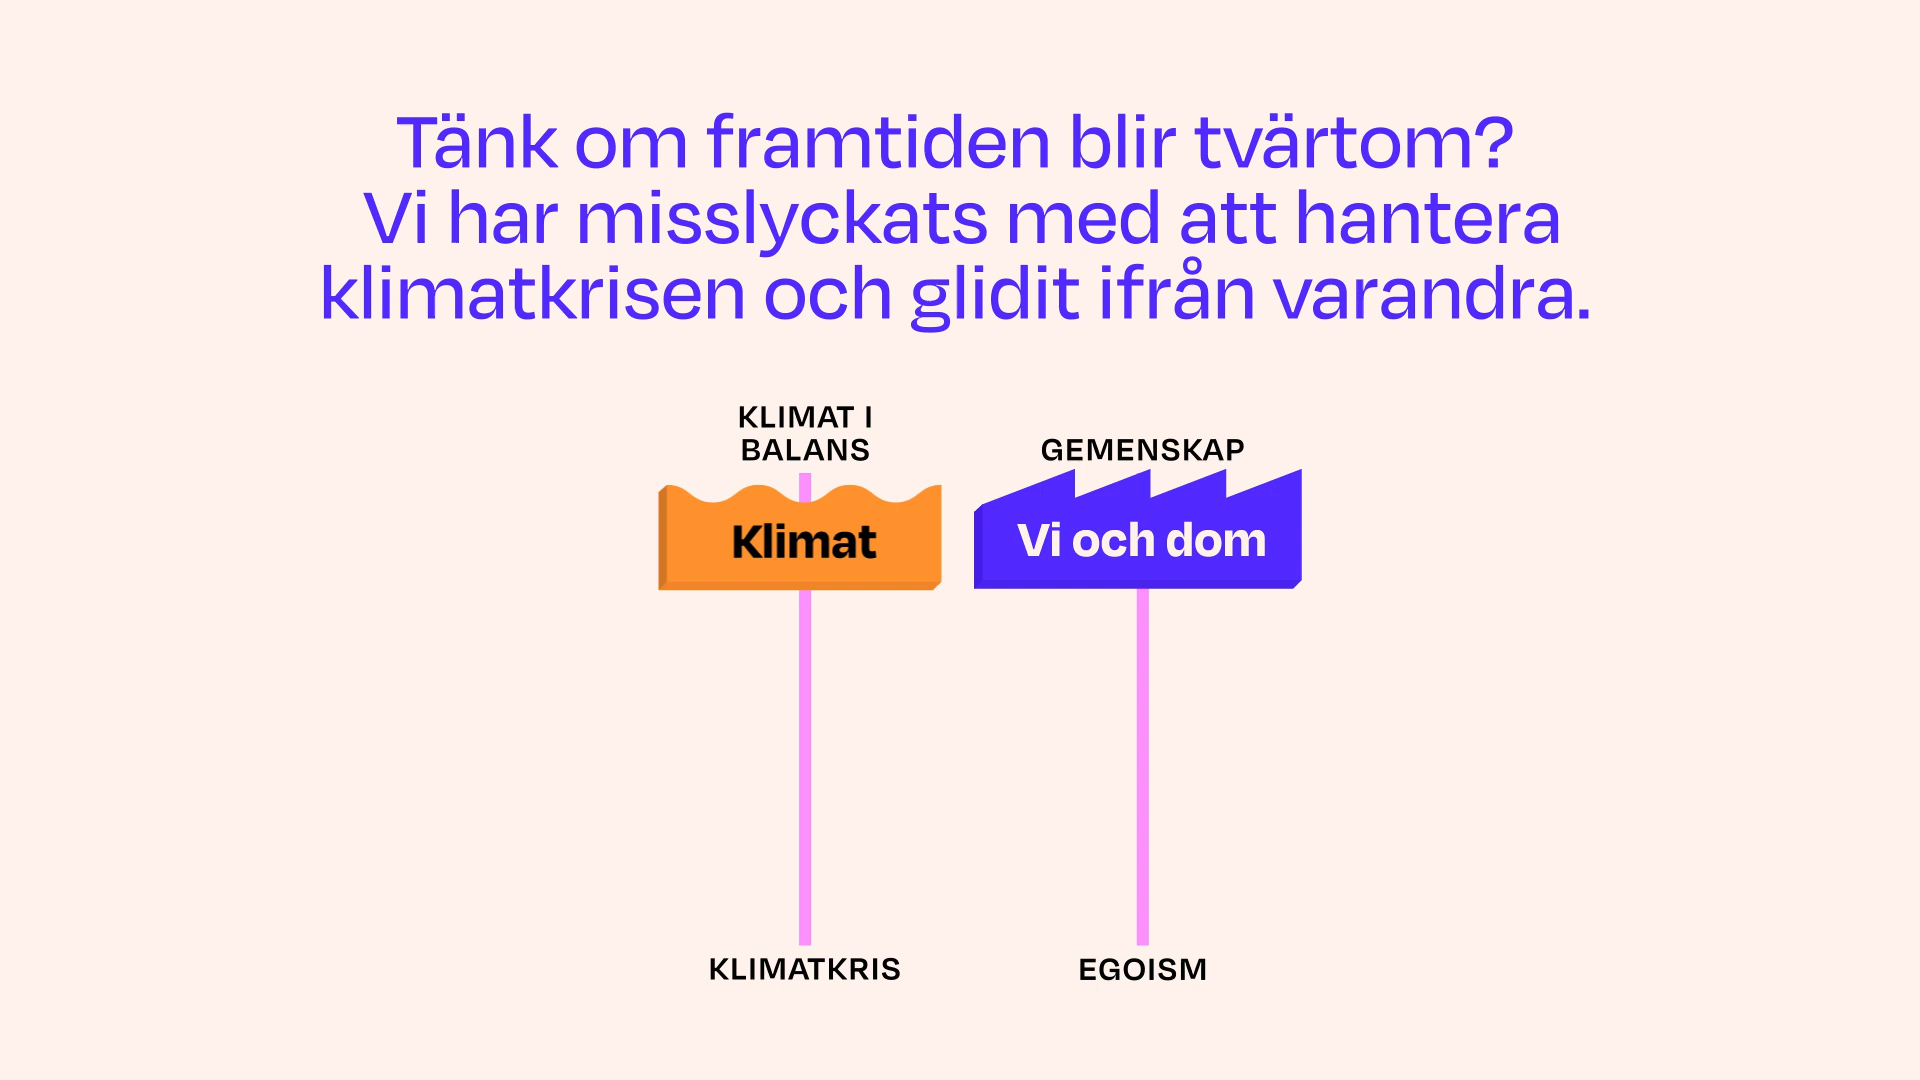 Tänk om framtiden blir tvärtom?
Vi har misslyckats med att hantera
klimatkrisen och glidit ifrån varandra.
KLIMAT I
BALANS
GEMENSKAP
Klimat
Vi och dom
KLIMATKRIS
EGOISM